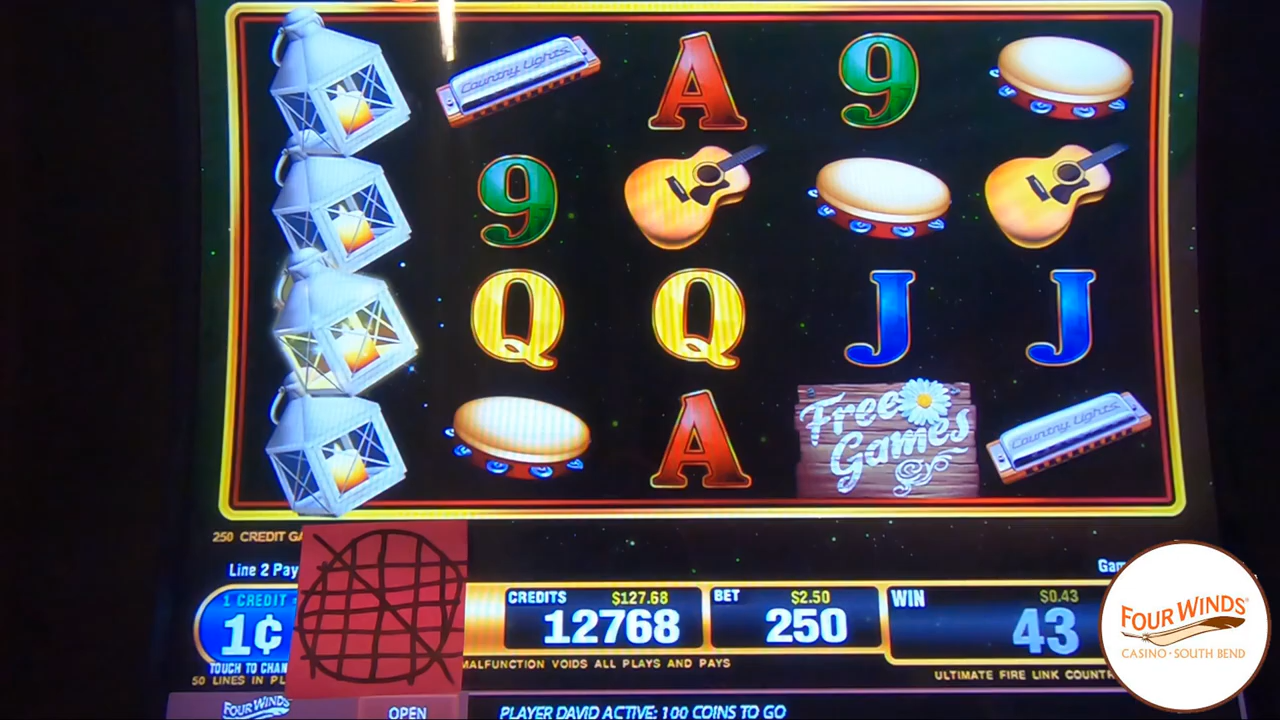 Country Lights
A
9
9
Q
Q
J
J
A
Free
Games
Country Lights
250 CREDIT
Line 2 Pay
1 CREDIT
1¢
TOUCH TO CHAN
50 LINES IN PL
CREDITS $127.68
12768
BET $2.50
250
WIN $0.43
43
MALFUNCTION VOIDS ALL PLAYS AND PAYS
ULTIMATE FIRE LINK COUNT
FOUR WINDS
OPEN
PLAYER DAVID ACTIVE: 100 COINS TO GO
FOUR WINDS®
CASINO · SOUTH BEND